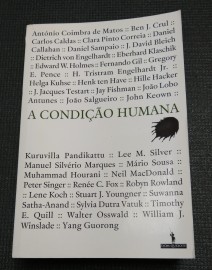 António Coimbra de Matos :: Ben J. Crul ::
Carlos Caldas :: Clara Pinto Correia :: Daniel
Callahan :: Daniel Sampaio :: J. David Bleich
:: Dietrich von Engelhardt :: Eberhard Klaschik
:: Edward W. Holmes :: Fernando Gil :: Gregory
E. Pence :: H. Tristram Engelhardt Jr. ::
Helga Kuhse :: Henk ten Have :: Hille Hacker
:: J. Jacques Testart :: Jay Fishman :: João Lobo
Antunes :: João Salgueiro :: John Keown ::
A CONDIÇÃO HUMANA
Kuruvilla Pandikattu :: Lee M. Silver ::
Manuel Silvério Marques :: Mário Sousa ::
Muhammad Hourani :: Neil MacDonald ::
Peter Singer :: Renée C. Fox :: Robyn Rowland
:: Lene Koch :: Stuart J. Youngner :: Suwanna
Satha-Anand :: Sylvia Dutra Vatuk :: Timothy
E. Quill :: Walter Osswald :: William J.
Winslade :: Yang Guorong